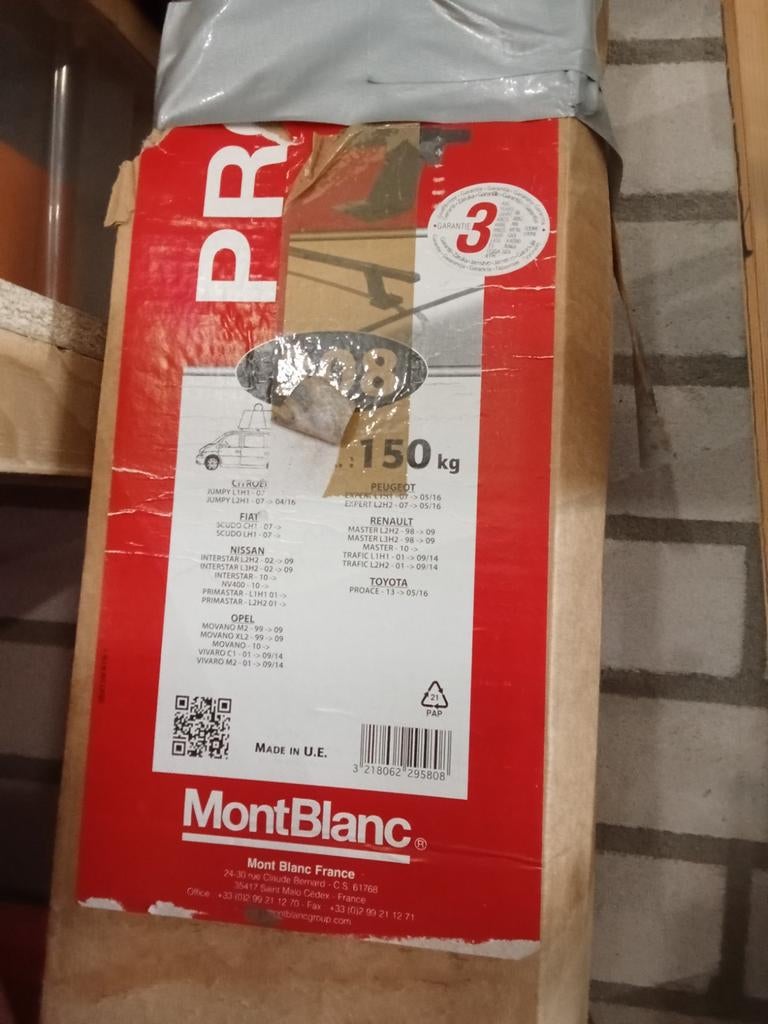 PR
GARANTIE
3
08
150 kg
CITROËN
JUMPY L1H1 - 07
JUMPY L2H1 - 07 -> 04/16
FIAT
SCUDO CH1 - 07 ->
SCUDO LH1 - 07 ->
NISSAN
INTERSTAR L2H2 - 02 -> 09
INTERSTAR L3H2 - 02 -> 09
INTERSTAR - 10 ->
NV400 - 10 ->
PRIMASTAR - L1H1 01 ->
PRIMASTAR - L2H2 01 ->
OPEL
MOVANO M2 - 99 -> 09
MOVANO XL2 - 99 -> 09
MOVANO - 10 ->
VIVARO C1 - 01 -> 09/14
VIVARO M2 - 01 -> 09/14
PEUGEOT
EXPERT L1H1 - 07 -> 05/16
EXPERT L2H2 - 07 -> 05/16
RENAULT
MASTER L2H2 - 98 -> 09
MASTER L3H2 - 98 -> 09
MASTER - 10 ->
TRAFIC L1H1 - 01 -> 09/14
TRAFIC L2H2 - 01 -> 09/14
TOYOTA
PROACE - 13 -> 05/16
21
PAP
MADE IN U.E.
3 218062 295808
MontBlanc®
Mont Blanc France
24-30 rue Claude Bernard - C.S. 61768
35417 Saint Malo Cédex - France
Office : +33 (0)2 99 21 12 70 - Fax : +33 (0)2 99 21 12 71
ontblancgroup.com